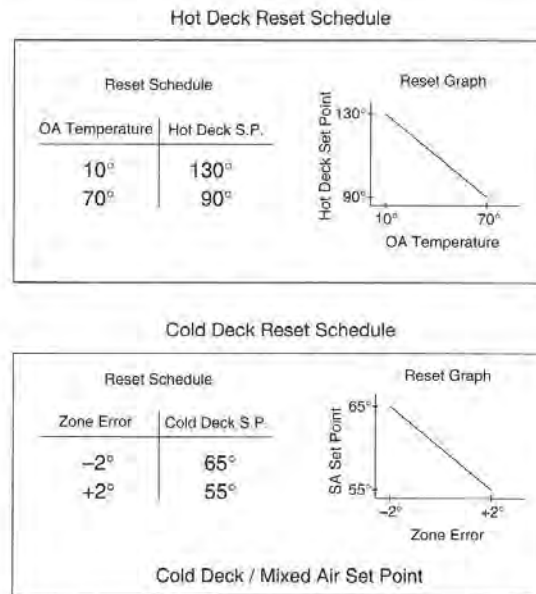 Hot Deck Reset Schedule
Reset Schedule
OA Temperature Hot Deck S.P.
10° 130°
70° 90°
Reset Graph
Hot Deck Set Point
130°
90°
10° 70°
OA Temperature
Cold Deck Reset Schedule
Reset Schedule
Zone Error Cold Deck S.P.
−2° 65°
+2° 55°
Reset Graph
SA Set Point
65°
55°
−2° +2°
Zone Error
Cold Deck / Mixed Air Set Point